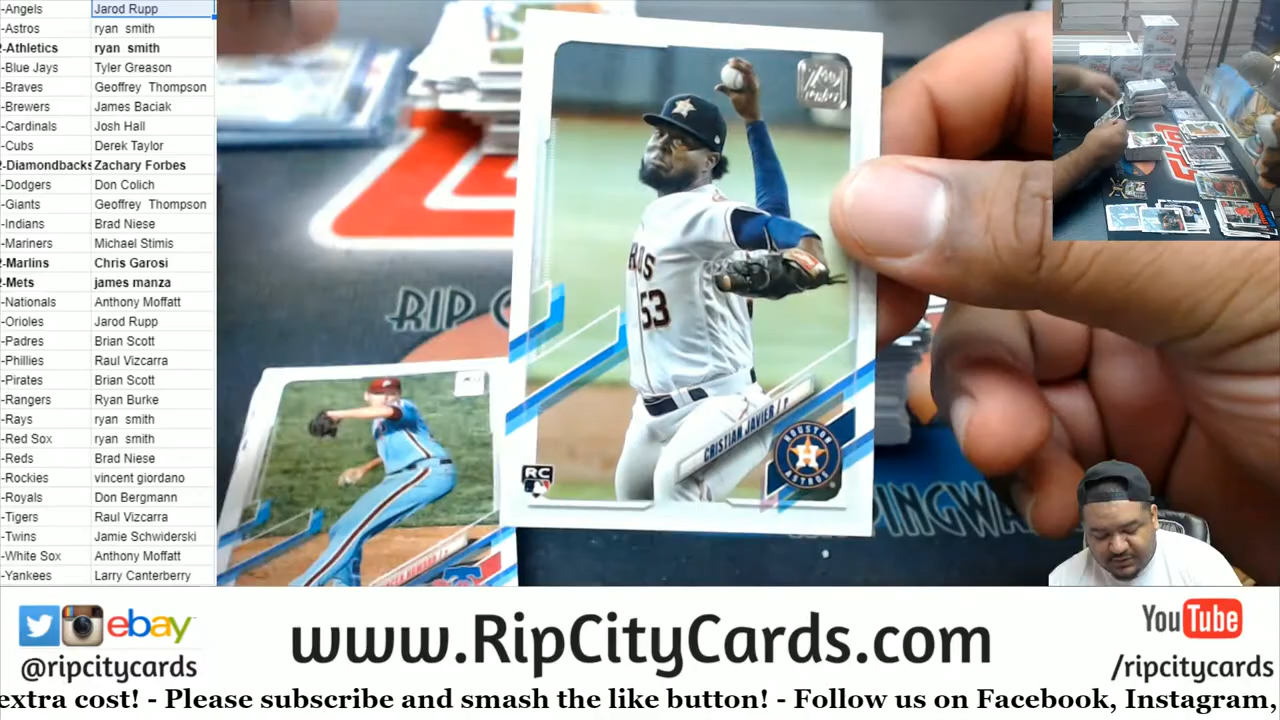 -Angels Jarod Rupp
-Astros ryan smith
2-Athletics ryan smith
-Blue Jays Tyler Greason
-Braves Geoffrey Thompson
-Brewers James Baciak
-Cardinals Josh Hall
-Cubs Derek Taylor
2-Diamondbacks Zachary Forbes
-Dodgers Don Colich
-Giants Geoffrey Thompson
-Indians Brad Niese
-Mariners Michael Stimis
2-Marlins Chris Garosi
2-Mets james manza
-Nationals Anthony Moffatt
-Orioles Jarod Rupp
-Padres Brian Scott
-Phillies Raul Vizcarra
-Pirates Brian Scott
-Rangers Ryan Burke
-Rays ryan smith
-Red Sox ryan smith
-Reds Brad Niese
-Rockies vincent giordano
-Royals Don Bergmann
-Tigers Raul Vizcarra
-Twins Jamie Schwiderski
-White Sox Anthony Moffatt
-Yankees Larry Canterberry
53
CRISTIAN JAVIER / P
HOUSTON
ASTROS
RC
RIP
PINGWA
ebay
@ripcitycards
www.RipCityCards.com
YouTube
/ripcitycards
extra cost! - Please subscribe and smash the like button! - Follow us on Facebook, Instagram,